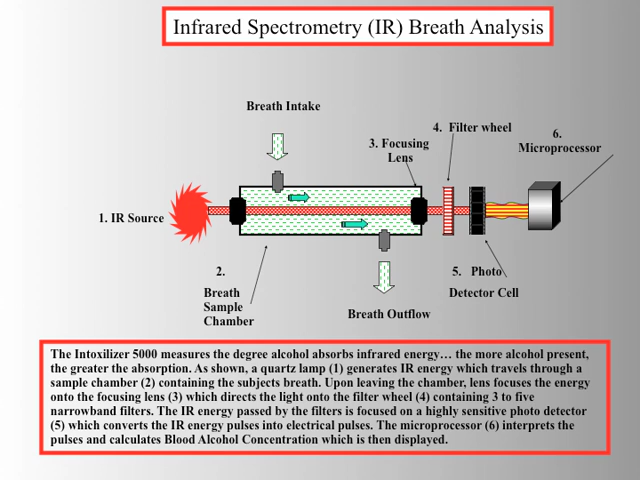 Infrared Spectrometry (IR) Breath Analysis
Breath Intake
4. Filter wheel
6.
Microprocessor
3. Focusing
Lens
1. IR Source
2.
Breath
Sample
Chamber
5. Photo
Detector Cell
Breath Outflow
The Intoxilizer 5000 measures the degree alcohol absorbs infrared energy… the more alcohol present,
the greater the absorption. As shown, a quartz lamp (1) generates IR energy which travels through a
sample chamber (2) containing the subjects breath. Upon leaving the chamber, lens focuses the energy
onto the focusing lens (3) which directs the light onto the filter wheel (4) containing 3 to five
narrowband filters. The IR energy passed by the filters is focused on a highly sensitive photo detector
(5) which converts the IR energy pulses into electrical pulses. The microprocessor (6) interprets the
pulses and calculates Blood Alcohol Concentration which is then displayed.